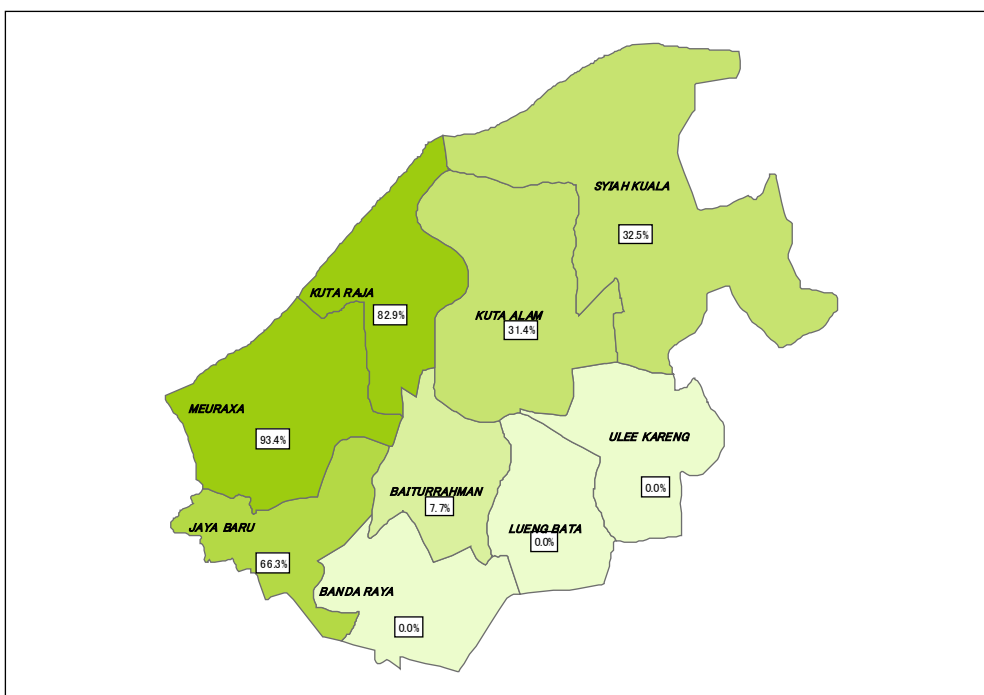 SYIAH KUALA
32.5%
KUTA RAJA
82.9%
KUTA ALAM
31.4%
MEURAXA
93.4%
ULEE KARENG
0.0%
BAITURRAHMAN
7.7%
LUENG BATA
0.0%
JAYA BARU
66.3%
BANDA RAYA
0.0%